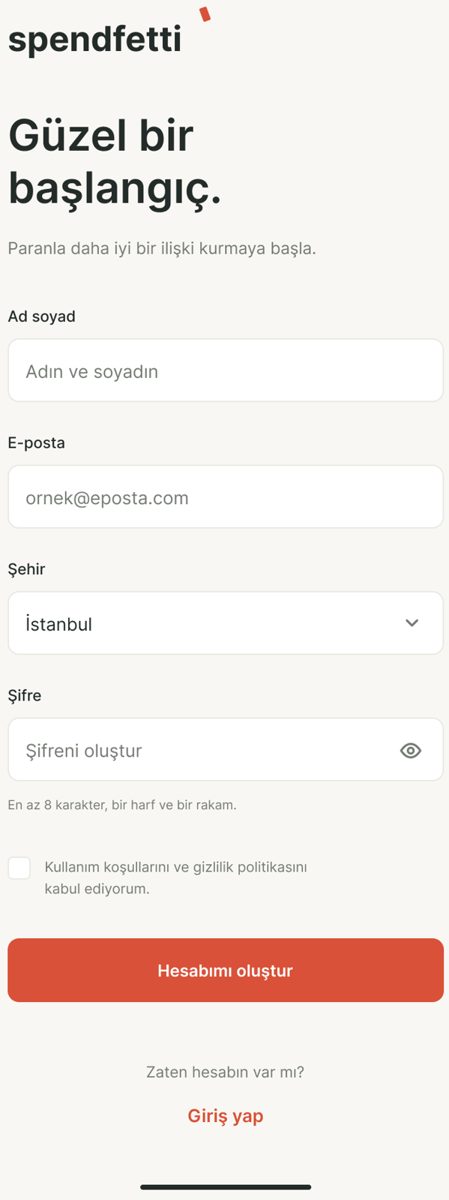 spendfetti
Güzel bir
başlangıç.
Paranla daha iyi bir ilişki kurmaya başla.
Ad soyad
Adın ve soyadın
E-posta
ornek@eposta.com
Şehir
İstanbul
Şifre
Şifreni oluştur
En az 8 karakter, bir harf ve bir rakam.
Kullanım koşullarını ve gizlilik politikasını
kabul ediyorum.
Hesabımı oluştur
Zaten hesabın var mı?
Giriş yap